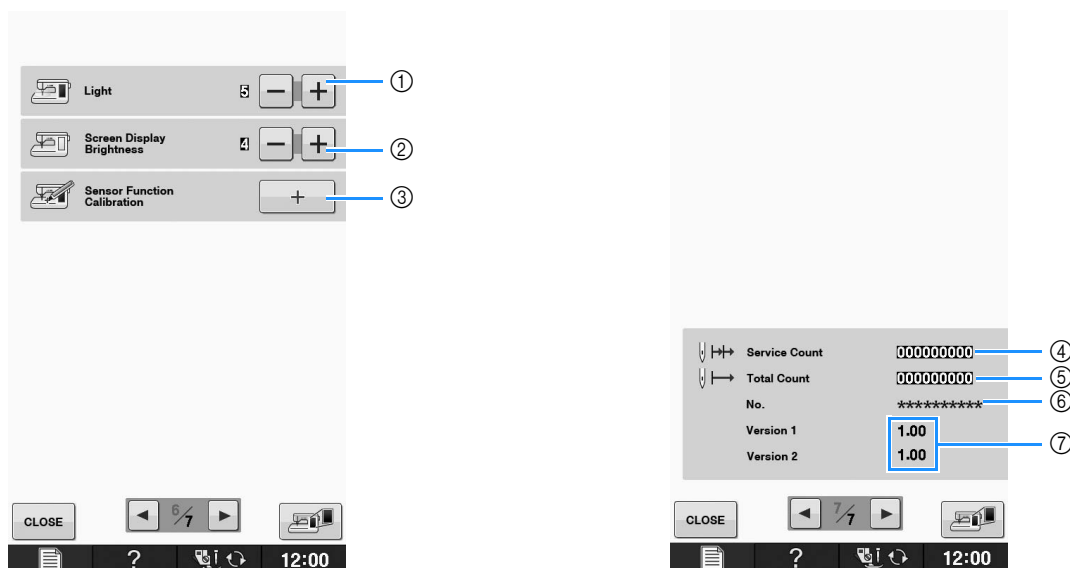 Light 5 − + ①
Screen Display
Brightness 4 − + ②
Sensor Function
Calibration + ③
CLOSE 6/7
? 12:00
Service Count 000000000 ④
Total Count 000000000 ⑤
No. ********** ⑥
Version 1 1.00
Version 2 1.00 ⑦
CLOSE 7/7
? 12:00